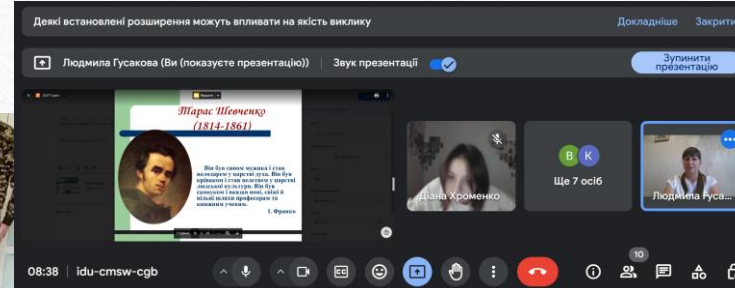 Деякі встановлені розширення можуть впливати на якість виклику
Докладніше Закрити
Людмила Гусакова (Ви (показуєте презентацію)) Звук презентації
Зупинити
презентацію
Тарас Шевченко
(1814-1861)
Він був сином мужика і став
володарем у царстві духа. Він був
кріпаком і став велетнем у царстві
людської культури. Він був
самоуком і вказав нові, світлі й
вільні шляхи професорам та
книжним ученим.
І. Франко
Діана Хроменко
В К
Ще 7 осіб
Людмила Гуса...
08:38 idu-cmsw-cgb
10